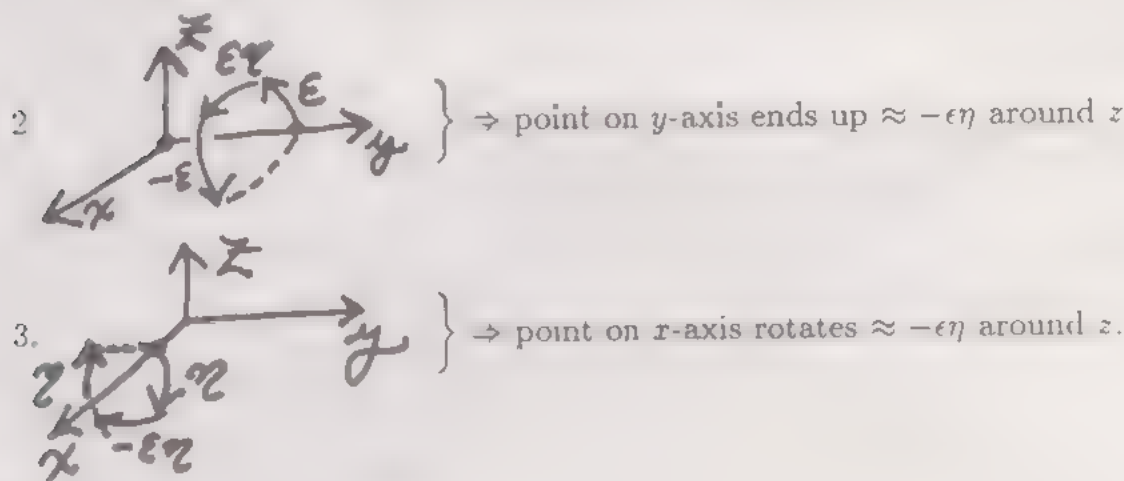 z
εη
ε
2
} ⇒ point on y-axis ends up ≈ −εη around z
y
−ε
x
z
3.
} ⇒ point on x-axis rotates ≈ −εη around z.
y
η
η
x
−εη